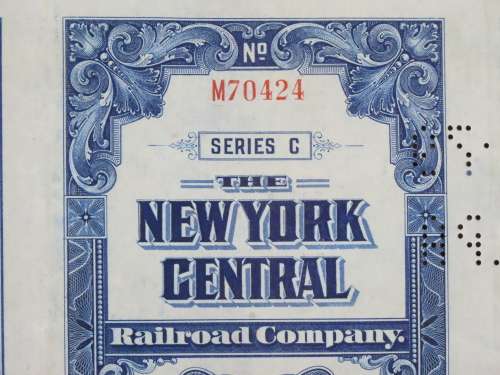 No
M70424
SERIES C
THE
NEW YORK
CENTRAL
Railroad Company.